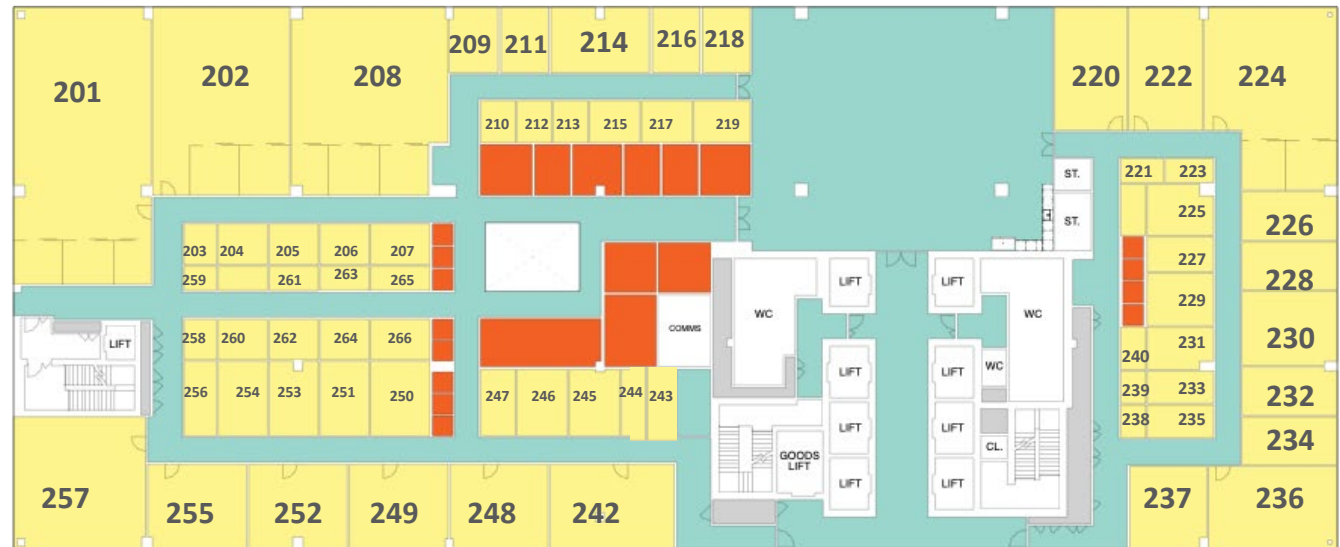 209 211 214 216 218
220 222 224
201 202 208
210 212 213 215 217 219
221 223
ST.
ST.
225
226
203 204 205 206 207
227
228
259 261 263 265
LIFT LIFT
229
COMMS WC WC
258 260 262 264 266
LIFT
230
231
240
WC
LIFT LIFT
232
239 233
256 254 253 251 250
247 246 245 244 243
238 235
LIFT LIFT
234
CL.
GOODS
LIFT
LIFT LIFT
257 255 252 249 248 242
237 236